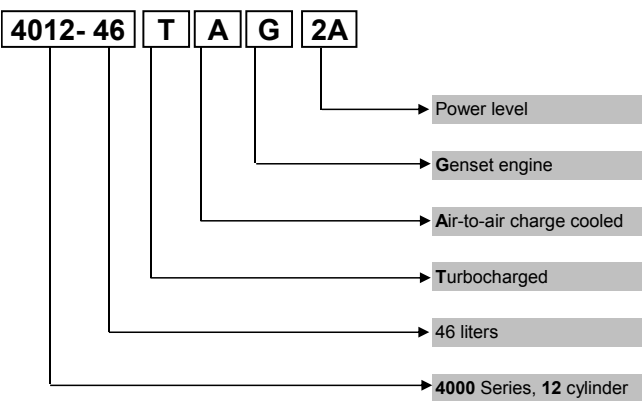 4012- 46 T A G 2A
Power level
Genset engine
Air-to-air charge cooled
Turbocharged
46 liters
4000 Series, 12 cylinder